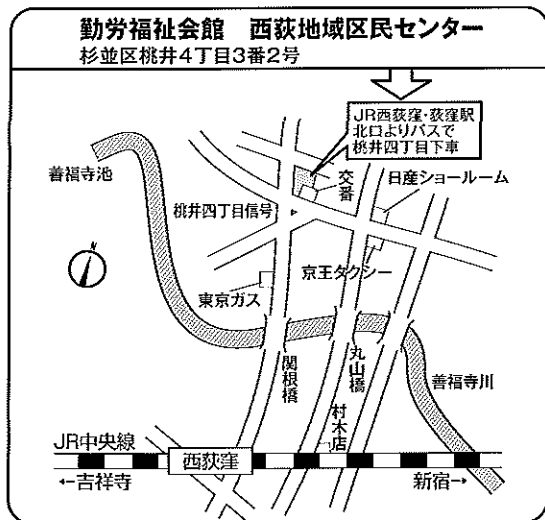 勤労福祉会館 西荻地域区民センター
杉並区桃井4丁目3番2号
JR西荻窪・荻窪駅
北口よりバスで
桃井四丁目下車
善福寺池
交番
日産ショールーム
桃井四丁目信号
N
京王タクシー
東京ガス
関根橋
丸山橋
善福寺川
村木店
JR中央線
西荻窪
←吉祥寺
新宿→